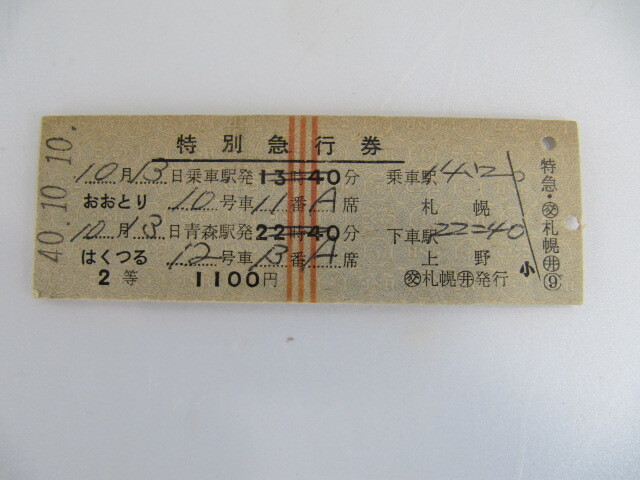 40.10.10.
特別急行券
10月13日乗車駅発13時40分 乗車駅
おおとり 10号車11番A席 札幌
10月13日青森駅発22時40分 下車駅22=40
はくつる 12号車13番A席 上野
2等 1100円 ㊋札幌㊌発行
小
特急・札幌